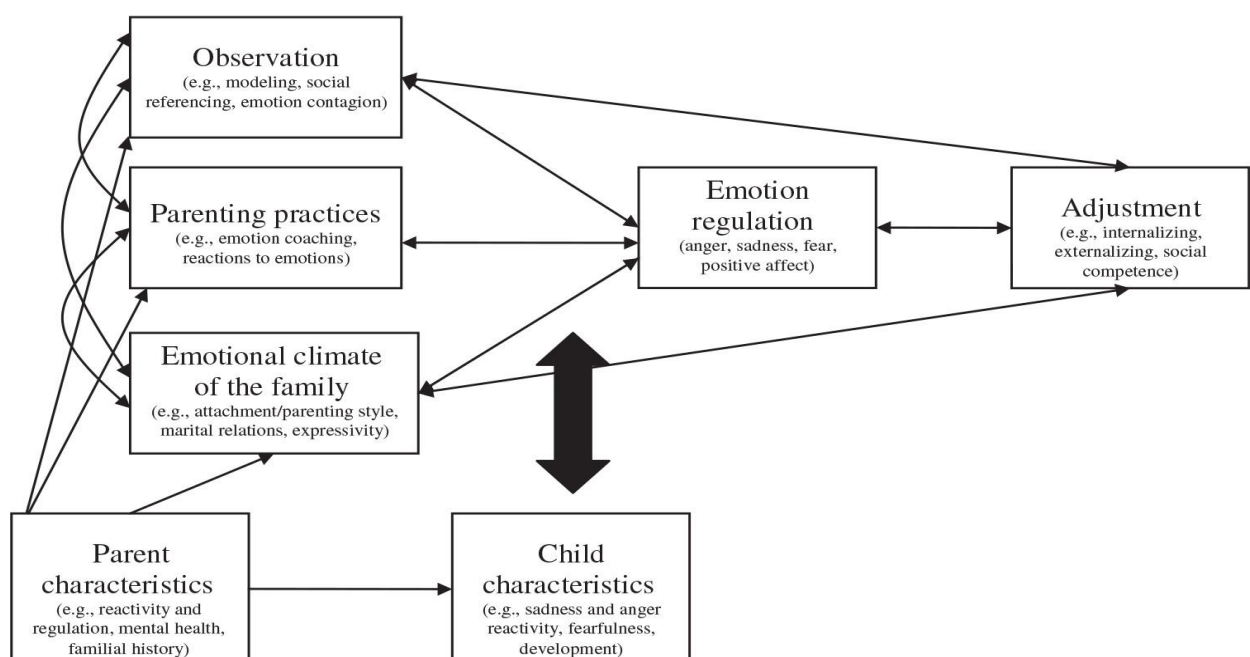 Observation
(e.g., modeling, social
referencing, emotion contagion)
Parenting practices
(e.g., emotion coaching,
reactions to emotions)
Emotion
regulation
(anger, sadness, fear,
positive affect)
Adjustment
(e.g., internalizing,
externalizing, social
competence)
Emotional climate
of the family
(e.g., attachment/parenting style,
marital relations, expressivity)
Parent
characteristics
(e.g., reactivity and
regulation, mental health,
familial history)
Child
characteristics
(e.g., sadness and anger
reactivity, fearfulness,
development)